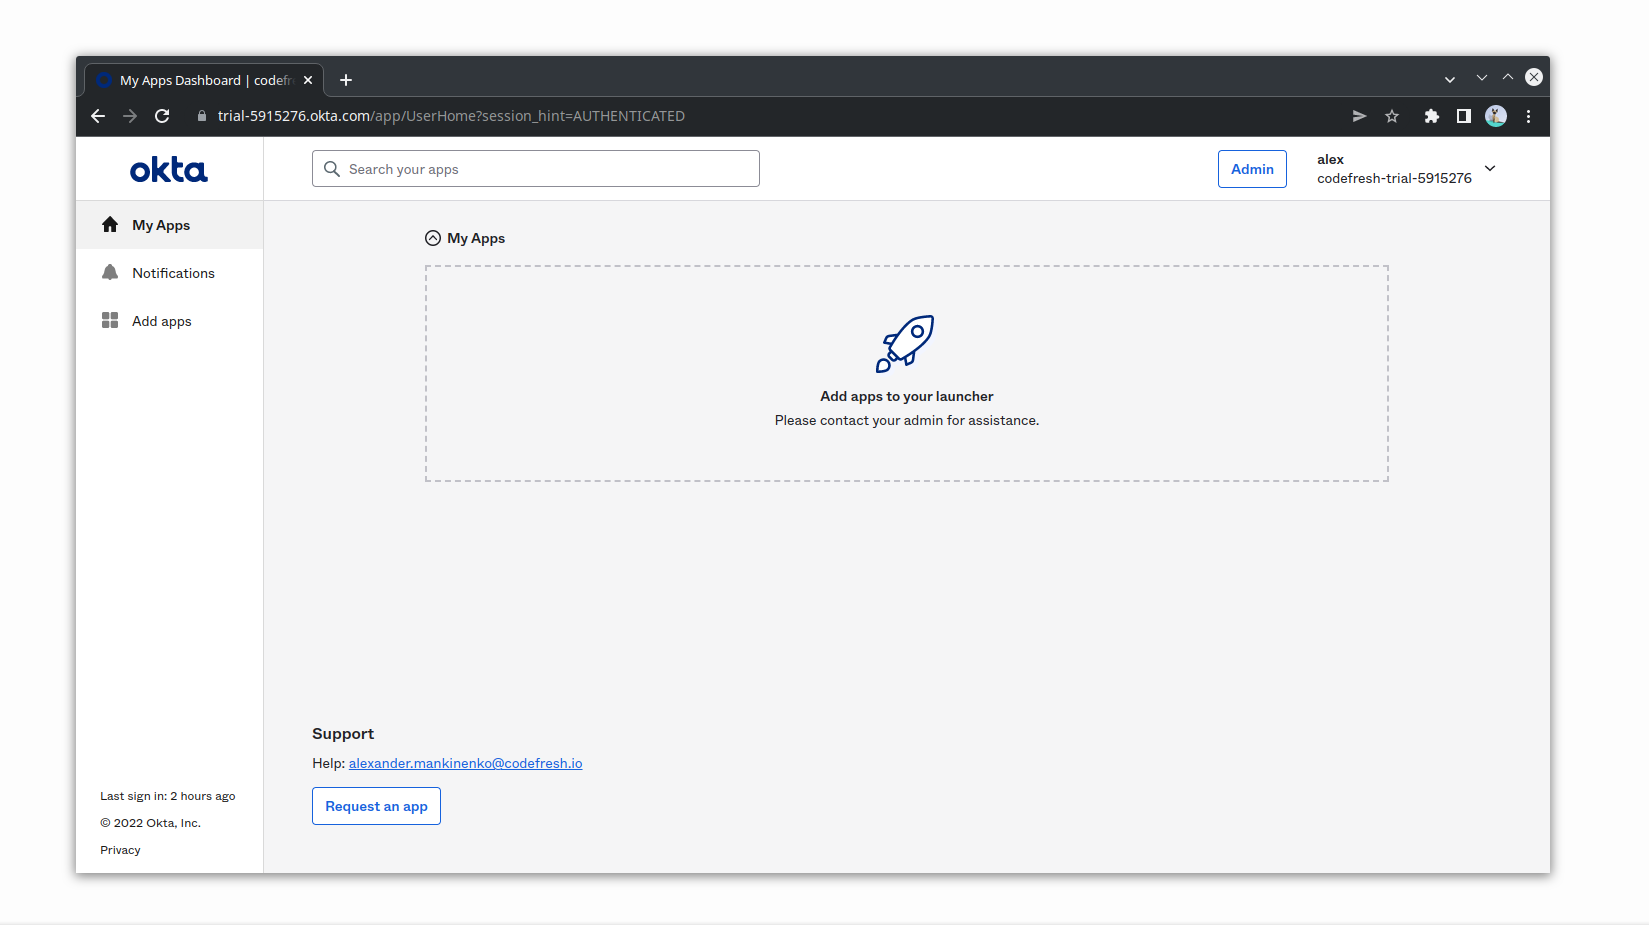 My Apps Dashboard | codefr
trial-5915276.okta.com/app/UserHome?session_hint=AUTHENTICATED
okta
Search your apps
Admin
alex
codefresh-trial-5915276
My Apps
Notifications
Add apps
My Apps
Add apps to your launcher
Please contact your admin for assistance.
Support
Help: alexander.mankinenko@codefresh.io
Request an app
Last sign in: 2 hours ago
© 2022 Okta, Inc.
Privacy